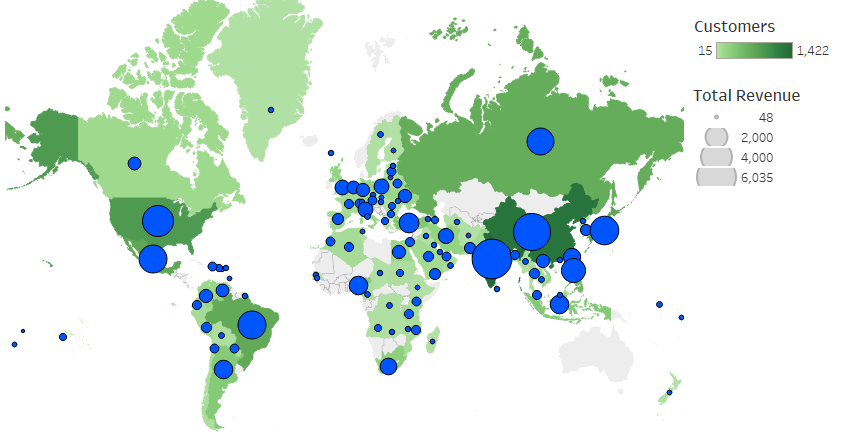 Customers
15 1,422
Total Revenue
48
2,000
4,000
6,035